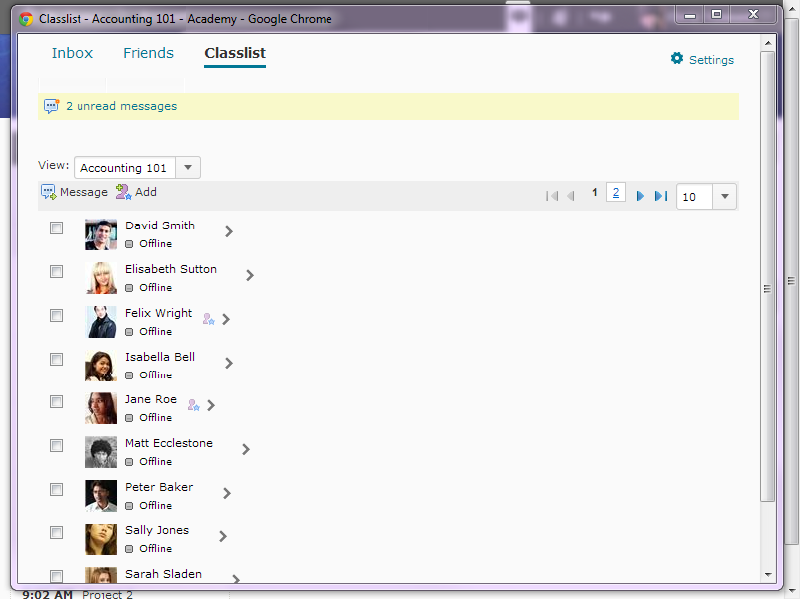 Classlist - Accounting 101 - Academy - Google Chrome
Inbox Friends Classlist
Settings
2 unread messages
View: Accounting 101
Message Add 1 2 10
David Smith
Offline
Elisabeth Sutton
Offline
Felix Wright
Offline
Isabella Bell
Offline
Jane Roe
Offline
Matt Ecclestone
Offline
Peter Baker
Offline
Sally Jones
Offline
Sarah Sladen
9:02 AM Project 2